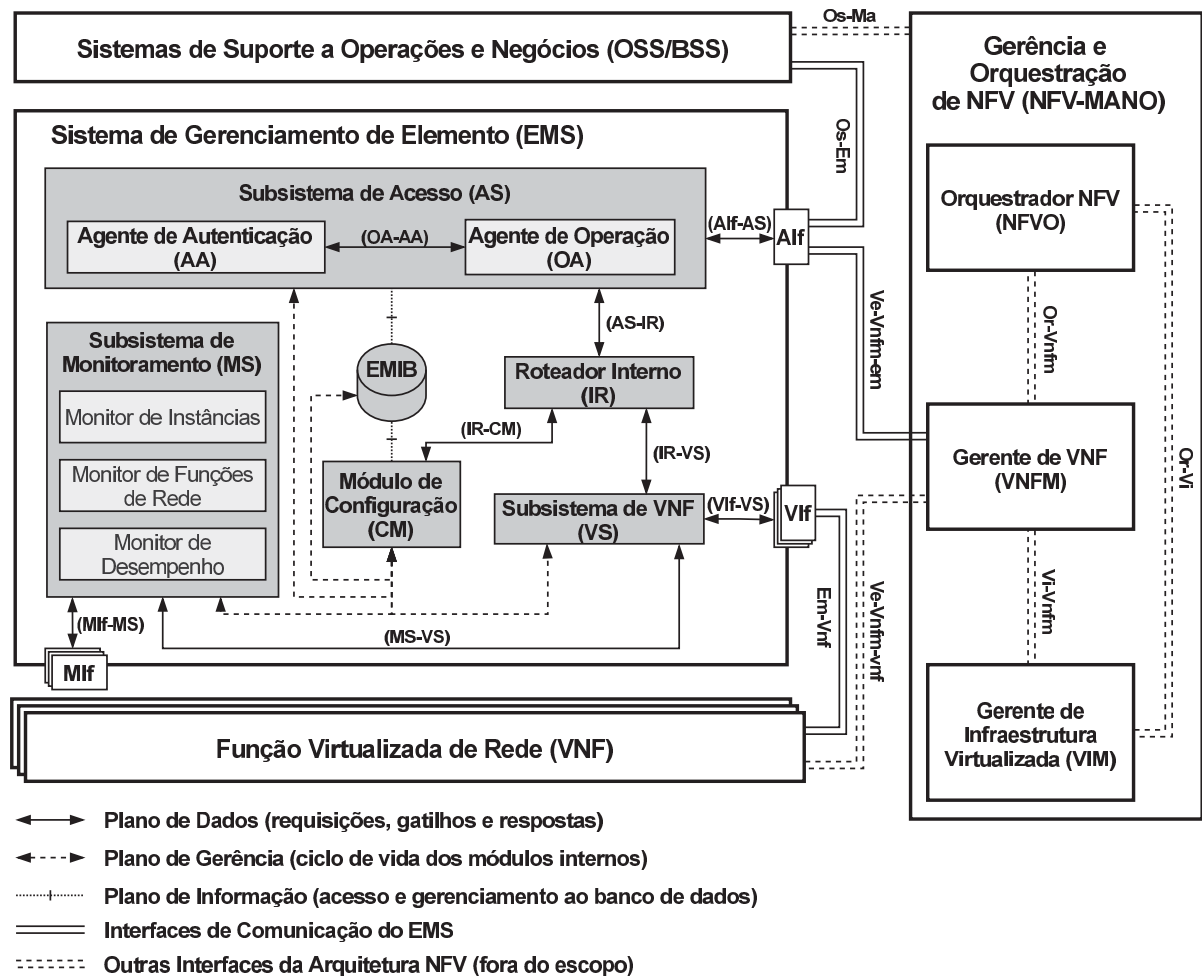 Os-Ma
Sistemas de Suporte a Operações e Negócios (OSS/BSS)
Gerência e
Orquestração
de NFV (NFV-MANO)
Os-Em
Sistema de Gerenciamento de Elemento (EMS)
Subsistema de Acesso (AS)
Agente de Autenticação
(AA)
(OA-AA)
Agente de Operação
(OA)
(AIf-AS)
AIf
Orquestrador NFV
(NFVO)
Ve-Vnfm-em
Or-Vnfm
Or-Vi
(AS-IR)
Subsistema de
Monitoramento (MS)
Monitor de Instâncias
Monitor de Funções
de Rede
Monitor de
Desempenho
EMIB
Roteador Interno
(IR)
(IR-CM)
(IR-VS)
Módulo de
Configuração
(CM)
Subsistema de VNF
(VS)
(VIf-VS)
VIf
Gerente de VNF
(VNFM)
Em-Vnf
Ve-Vnfm-vnf
Vi-Vnfm
(MIf-MS)
(MS-VS)
MIf
Função Virtualizada de Rede (VNF)
Gerente de
Infraestrutura
Virtualizada (VIM)
Plano de Dados (requisições, gatilhos e respostas)
Plano de Gerência (ciclo de vida dos módulos internos)
Plano de Informação (acesso e gerenciamento ao banco de dados)
Interfaces de Comunicação do EMS
Outras Interfaces da Arquitetura NFV (fora do escopo)